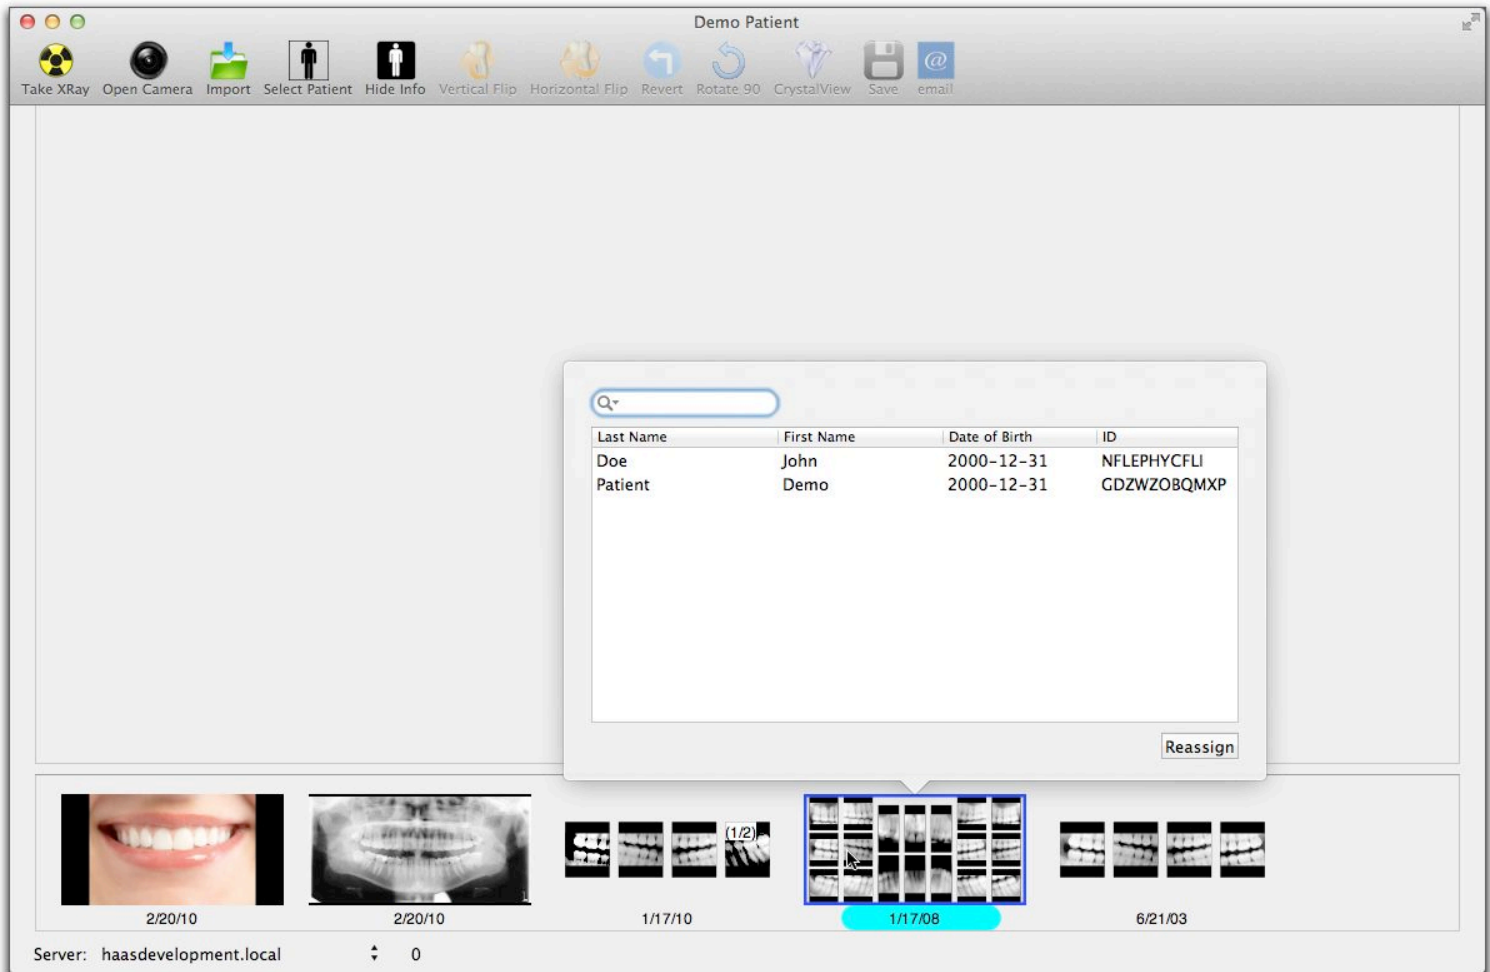 Demo Patient
Take XRay Open Camera Import Select Patient Hide Info Vertical Flip Horizontal Flip Revert Rotate 90 CrystalView Save email
Last Name First Name Date of Birth ID
Doe John 2000-12-31 NFLEPHYCFLI
Patient Demo 2000-12-31 GDZWZOBQMXP
Reassign
(1/2)
1
2/20/10 2/20/10 1/17/10 1/17/08 6/21/03
Server: haasdevelopment.local 0